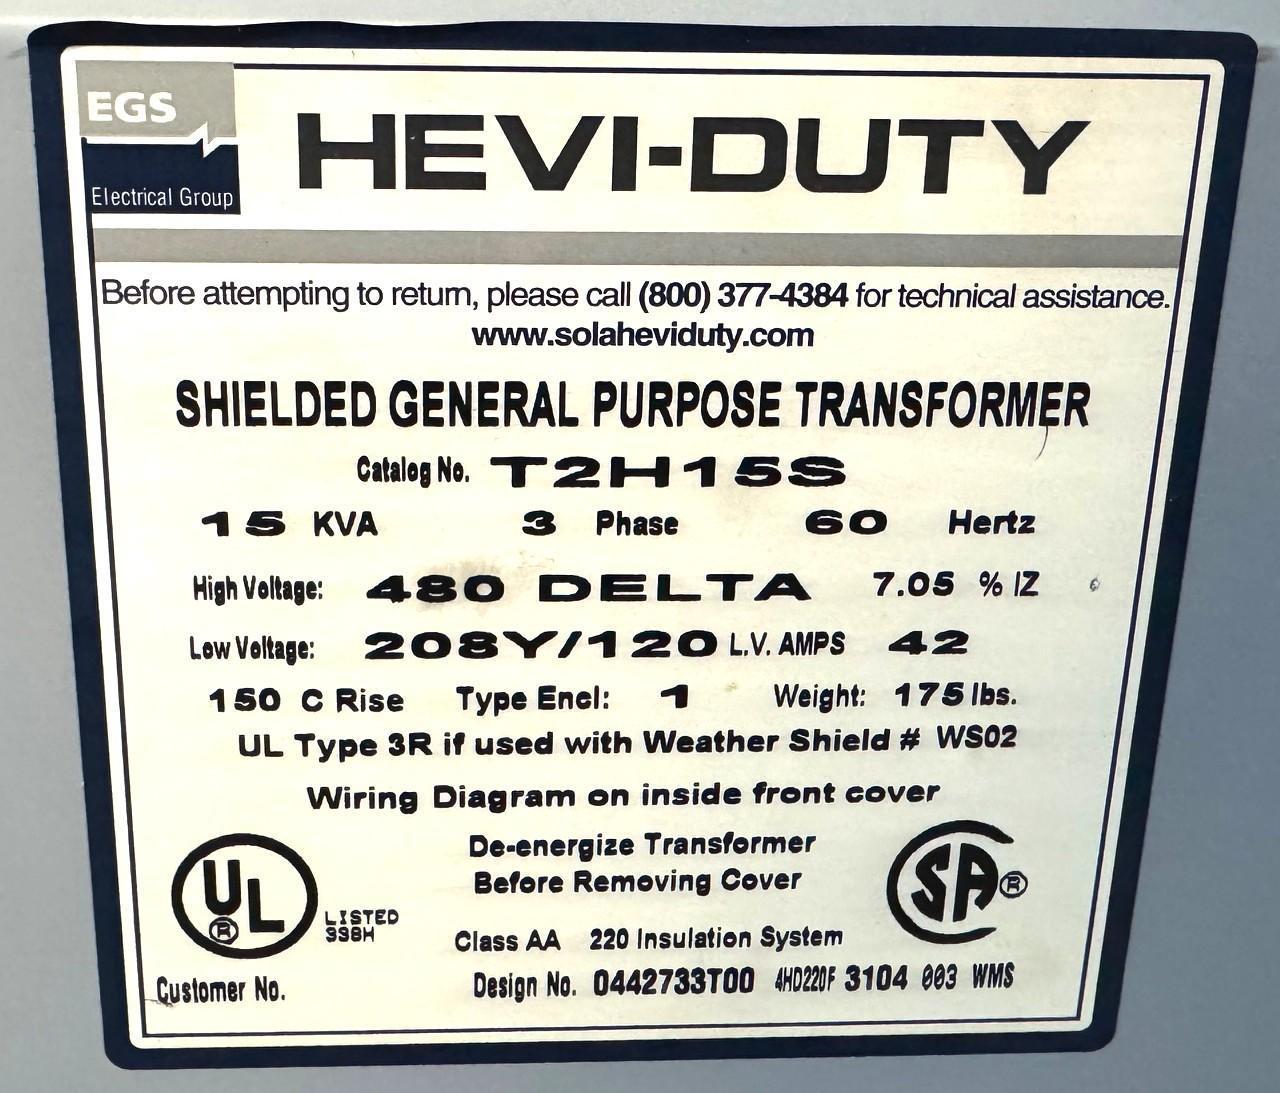 EGS
Electrical Group
HEVI-DUTY
Before attempting to return, please call (800) 377-4384 for technical assistance.
www.solaheviduty.com
SHIELDED GENERAL PURPOSE TRANSFORMER
Catalog No. T2H15S
15 KVA 3 Phase 60 Hertz
High Voltage: 480 DELTA 7.05 % IZ
Low Voltage: 208Y/120 L.V. AMPS 42
150 C Rise Type Encl: 1 Weight: 175 lbs.
UL Type 3R if used with Weather Shield # WS02
Wiring Diagram on inside front cover
De-energize Transformer
Before Removing Cover
UL ®
LISTED
338H
SA ®
Class AA 220 Insulation System
Customer No.
Design No. 0442733T00 4HD220F 3104 003 WMS